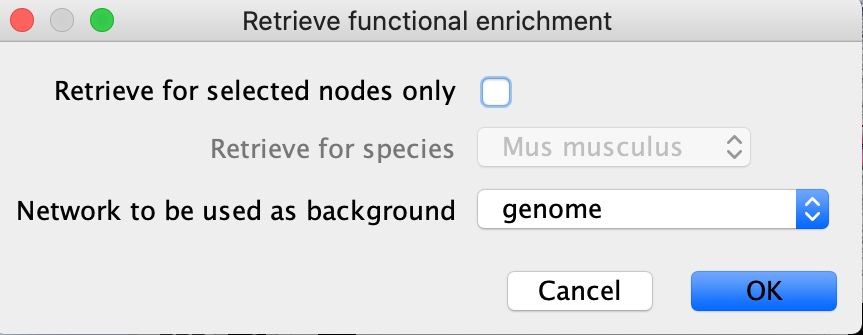 Retrieve functional enrichment
Retrieve for selected nodes only
Retrieve for species Mus musculus
Network to be used as background genome
Cancel OK